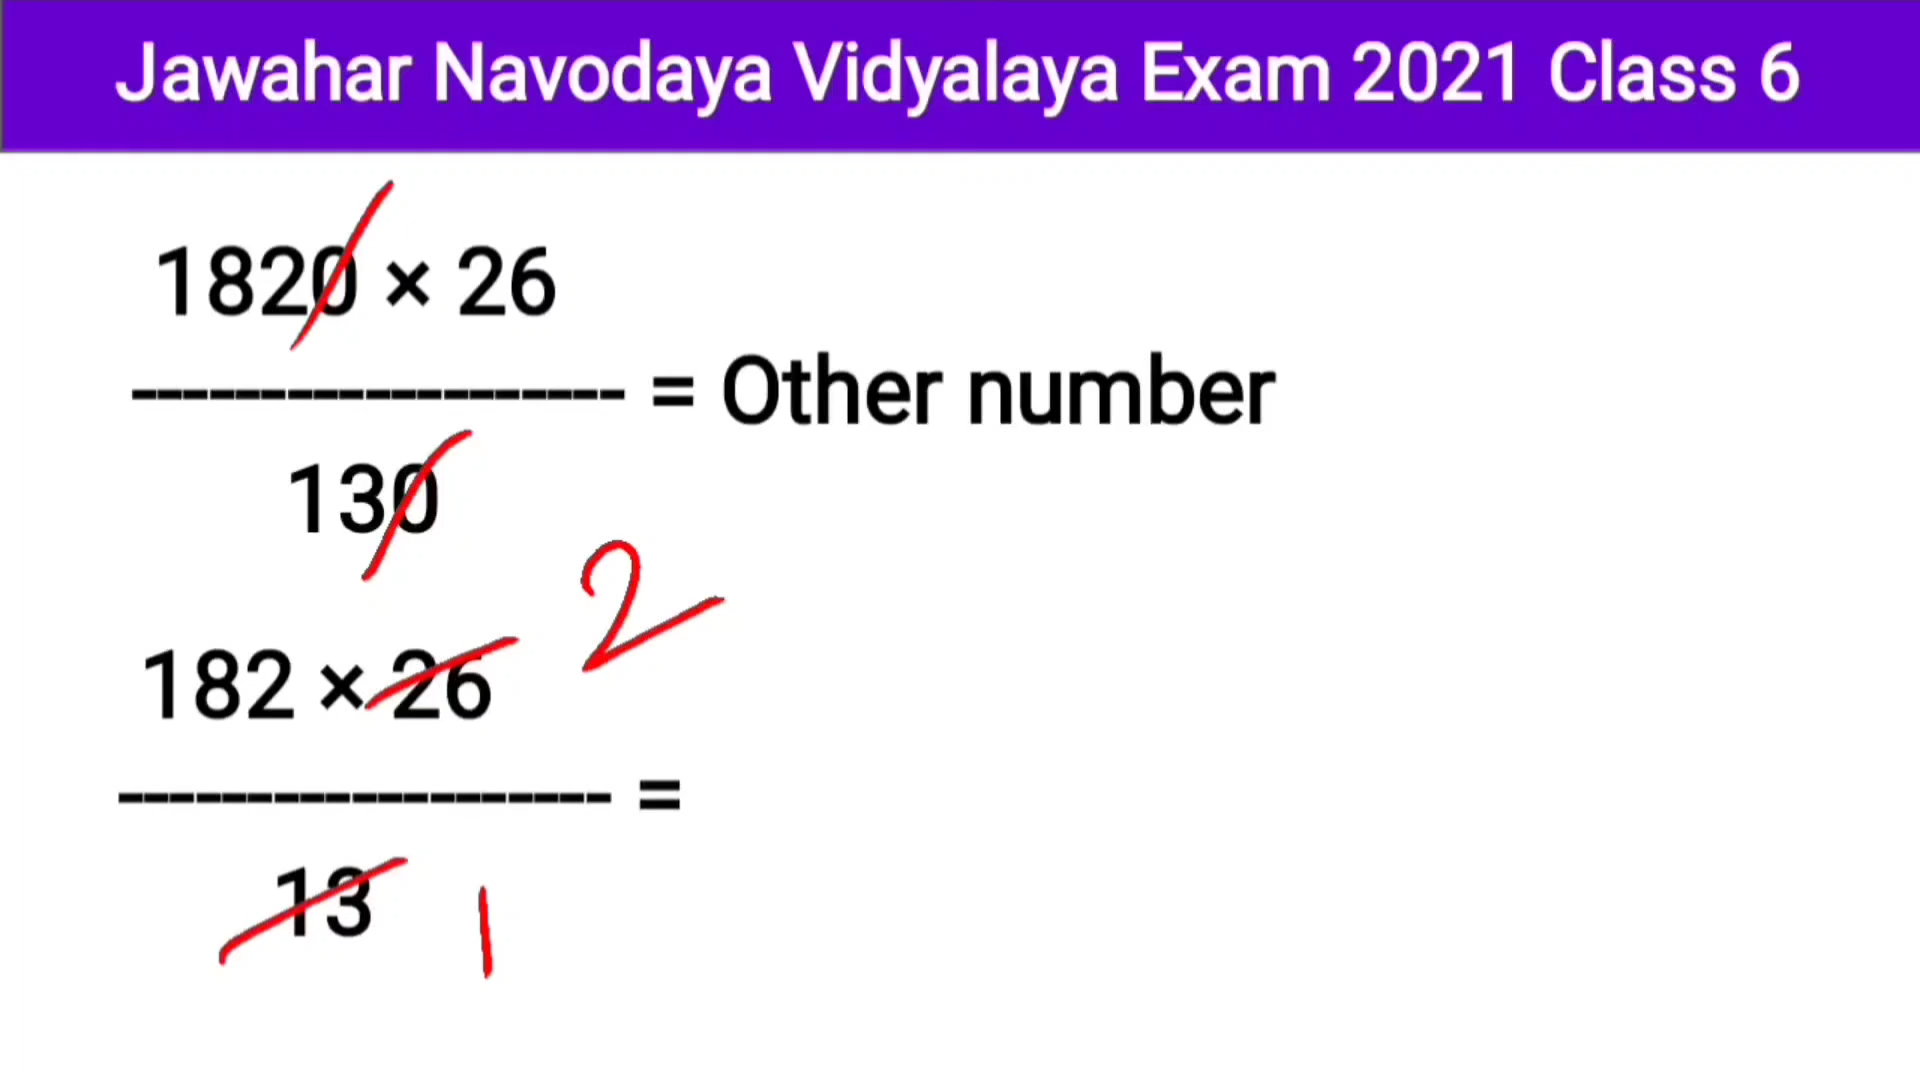 Jawahar Navodaya Vidyalaya Exam 2021 Class 6
1820 × 26
------------------- = Other number
130
2
182 × 26
------------------- =
13
1